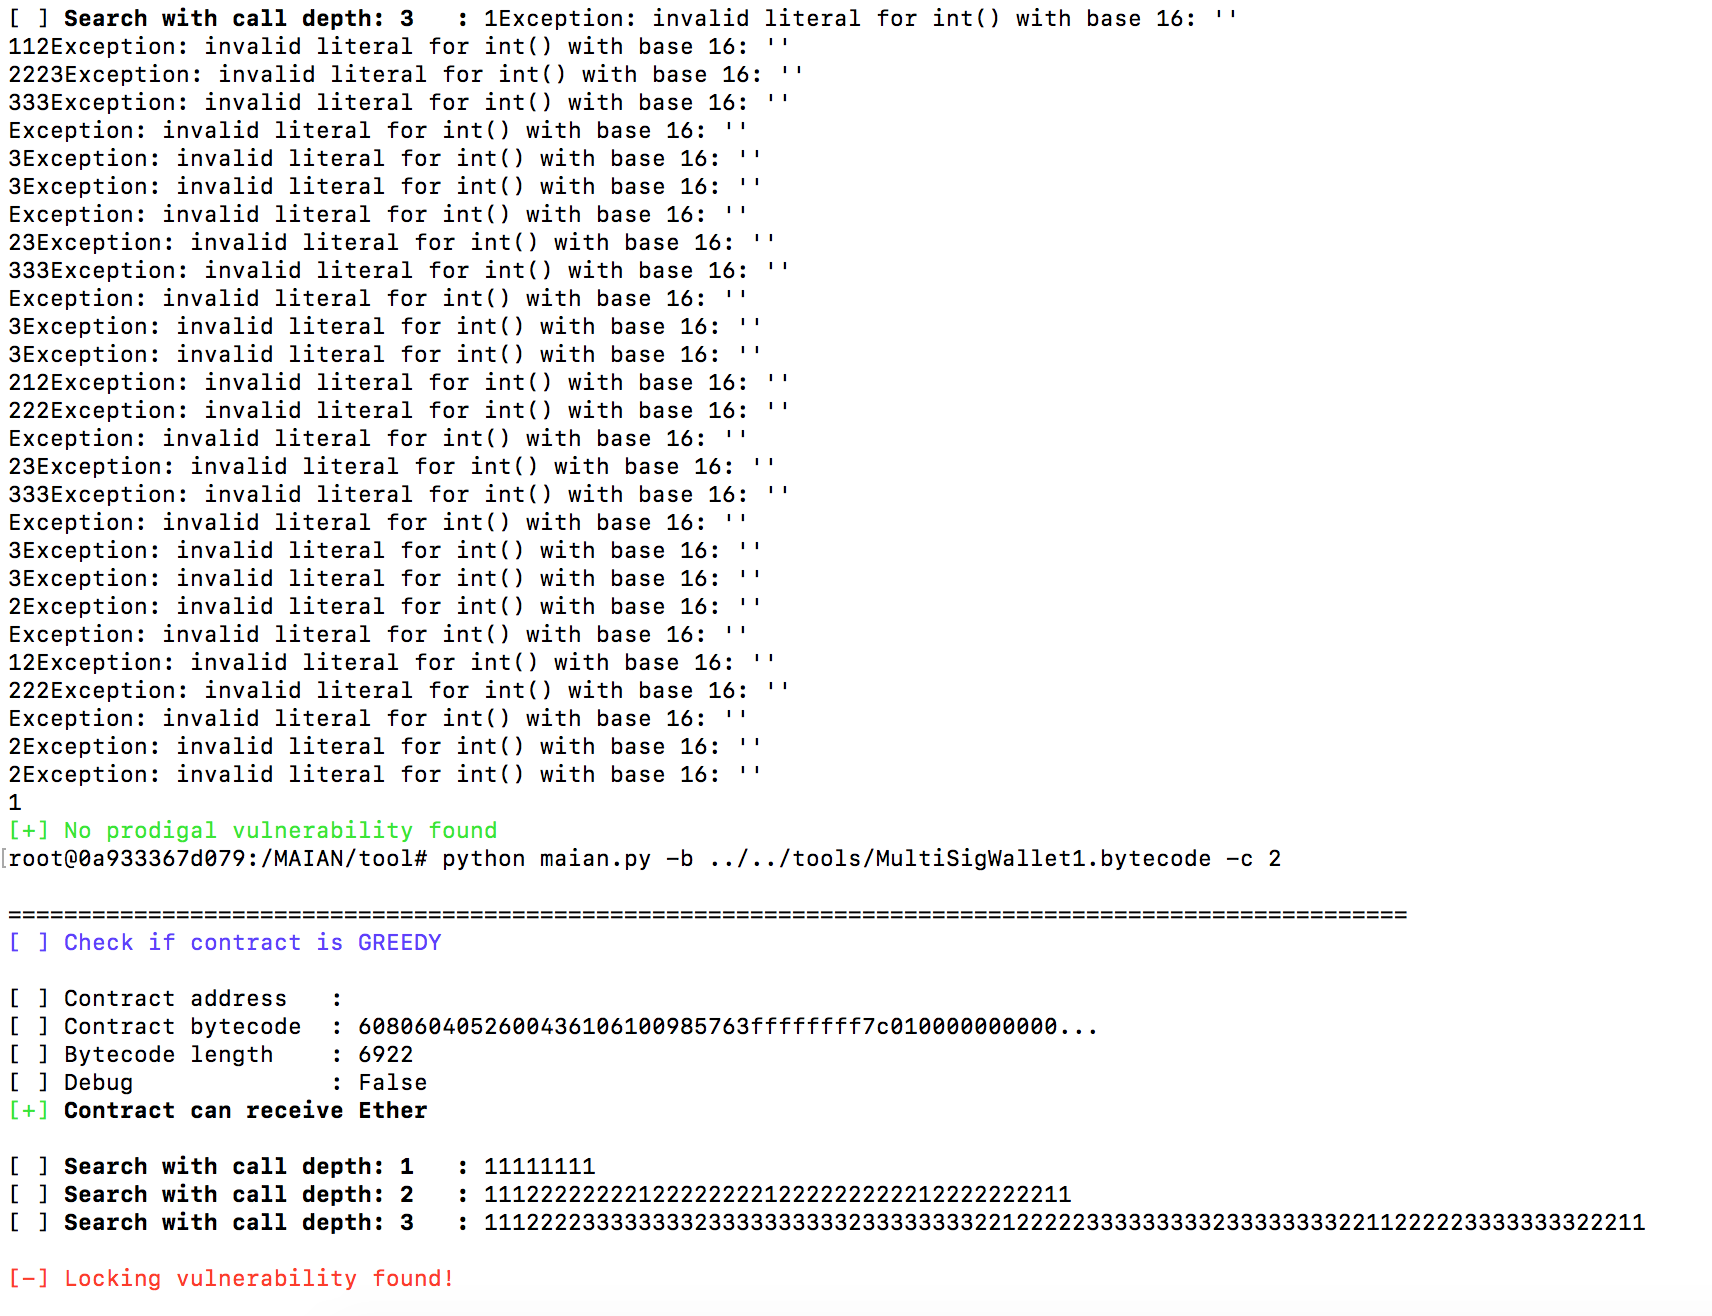 [ ] Search with call depth: 3   : 1Exception: invalid literal for int() with base 16: ''
112Exception: invalid literal for int() with base 16: ''
2223Exception: invalid literal for int() with base 16: ''
333Exception: invalid literal for int() with base 16: ''
Exception: invalid literal for int() with base 16: ''
3Exception: invalid literal for int() with base 16: ''
3Exception: invalid literal for int() with base 16: ''
Exception: invalid literal for int() with base 16: ''
23Exception: invalid literal for int() with base 16: ''
333Exception: invalid literal for int() with base 16: ''
Exception: invalid literal for int() with base 16: ''
3Exception: invalid literal for int() with base 16: ''
3Exception: invalid literal for int() with base 16: ''
212Exception: invalid literal for int() with base 16: ''
222Exception: invalid literal for int() with base 16: ''
Exception: invalid literal for int() with base 16: ''
23Exception: invalid literal for int() with base 16: ''
333Exception: invalid literal for int() with base 16: ''
Exception: invalid literal for int() with base 16: ''
3Exception: invalid literal for int() with base 16: ''
3Exception: invalid literal for int() with base 16: ''
2Exception: invalid literal for int() with base 16: ''
Exception: invalid literal for int() with base 16: ''
12Exception: invalid literal for int() with base 16: ''
222Exception: invalid literal for int() with base 16: ''
Exception: invalid literal for int() with base 16: ''
2Exception: invalid literal for int() with base 16: ''
2Exception: invalid literal for int() with base 16: ''
1
[+] No prodigal vulnerability found
[root@0a933367d079:/MAIAN/tool# python maian.py -b ../../tools/MultiSigWallet1.bytecode -c 2
====================================================================================================
[ ] Check if contract is GREEDY
[ ] Contract address   :
[ ] Contract bytecode  : 6080604052600436106100985763ffffffff7c010000000000...
[ ] Bytecode length    : 6922
[ ] Debug              : False
[+] Contract can receive Ether
[ ] Search with call depth: 1   : 11111111
[ ] Search with call depth: 2   : 111222222221222222221222222222212222222211
[ ] Search with call depth: 3   : 11122223333333323333333333233333333322122222333333333323333333332211222223333333322211
[-] Locking vulnerability found!